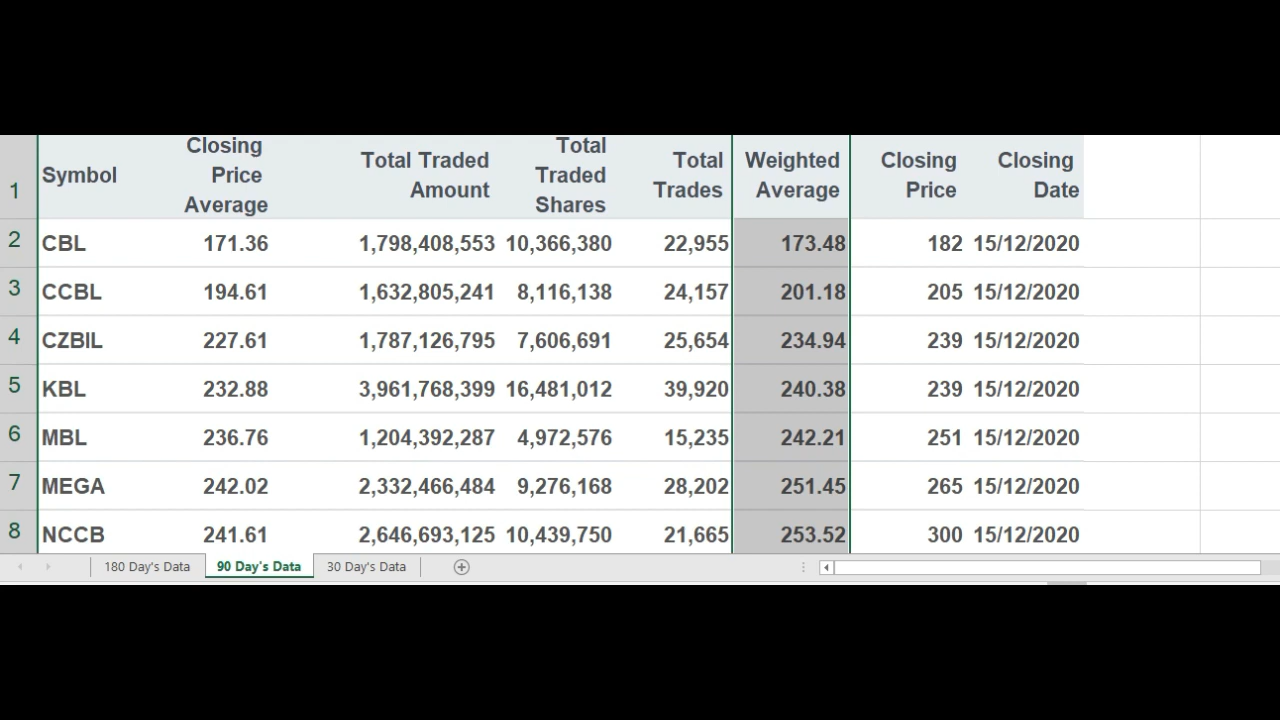 1 Symbol Closing Price Average Total Traded Amount Total Traded Shares Total Trades Weighted Average Closing Price Closing Date
2 CBL 171.36 1,798,408,553 10,366,380 22,955 173.48 182 15/12/2020
3 CCBL 194.61 1,632,805,241 8,116,138 24,157 201.18 205 15/12/2020
4 CZBIL 227.61 1,787,126,795 7,606,691 25,654 234.94 239 15/12/2020
5 KBL 232.88 3,961,768,399 16,481,012 39,920 240.38 239 15/12/2020
6 MBL 236.76 1,204,392,287 4,972,576 15,235 242.21 251 15/12/2020
7 MEGA 242.02 2,332,466,484 9,276,168 28,202 251.45 265 15/12/2020
8 NCCB 241.61 2,646,693,125 10,439,750 21,665 253.52 300 15/12/2020
180 Day's Data 90 Day's Data 30 Day's Data